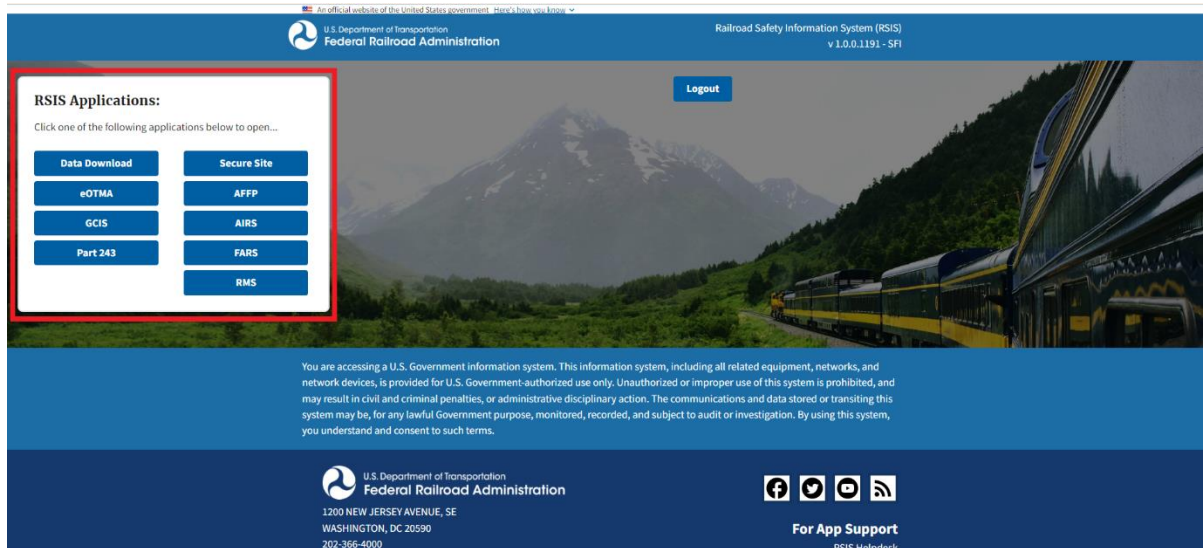 An official website of the United States government Here's how you know
U.S. Department of Transportation
Federal Railroad Administration
Railroad Safety Information System (RSIS)
v 1.0.0.1191 - SFI
Logout
RSIS Applications:
Click one of the following applications below to open...
Data Download
Secure Site
eOTMA
AFFP
GCIS
AIRS
Part 243
FARS
RMS
You are accessing a U.S. Government information system. This information system, including all related equipment, networks, and
network devices, is provided for U.S. Government-authorized use only. Unauthorized or improper use of this system is prohibited, and
may result in civil and criminal penalties, or administrative disciplinary action. The communications and data stored or transiting this
system may be, for any lawful Government purpose, monitored, recorded, and subject to audit or investigation. By using this system,
you understand and consent to such terms.
U.S. Department of Transportation
Federal Railroad Administration
1200 NEW JERSEY AVENUE, SE
WASHINGTON, DC 20590
202-366-4000
For App Support
RSIS Helpdesk